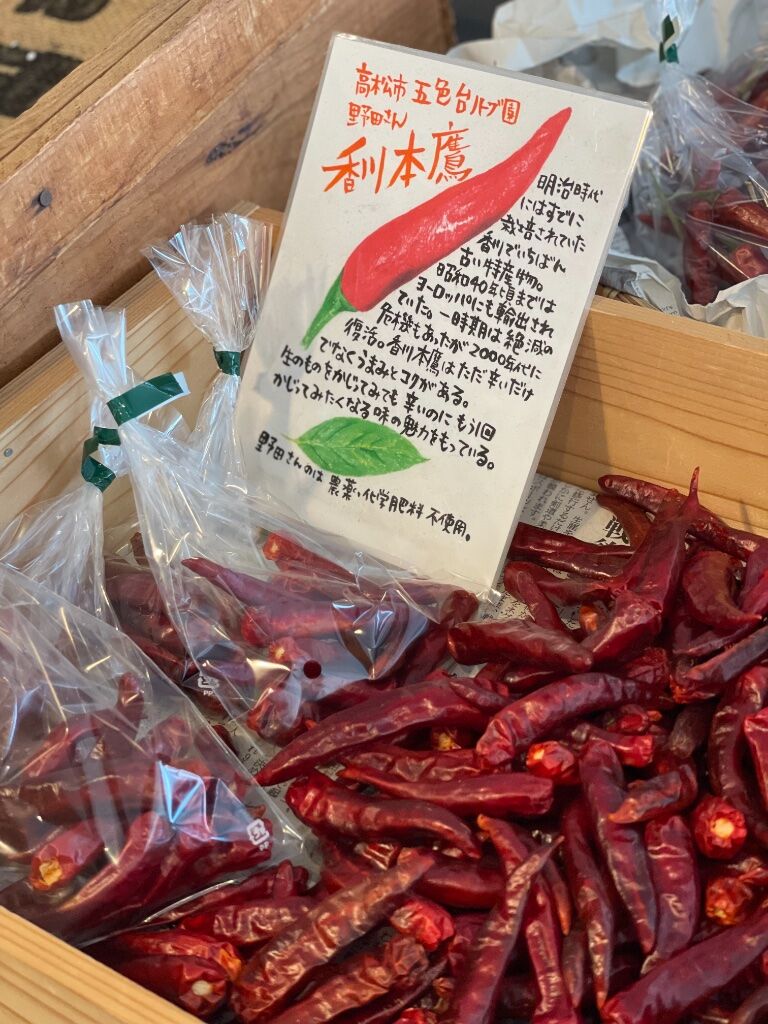 高松市 五色台ハーブ園
野田さん
香川本鷹
明治時代
にはすでに
栽培されていた
香川でいちばん
古い特産物。
昭和40年頃までは
ヨーロッパにも輸出され
ていた。一時期は絶滅の
危機もあったが2000年代に
復活。香川本鷹はただ辛いだけ
でなくうまみとコクがある。
生のものをかじってみても辛いのにもう1回
かじってみたくなる味の魅力をもっている。
野田さんのは 農薬、化学肥料 不使用。
PP